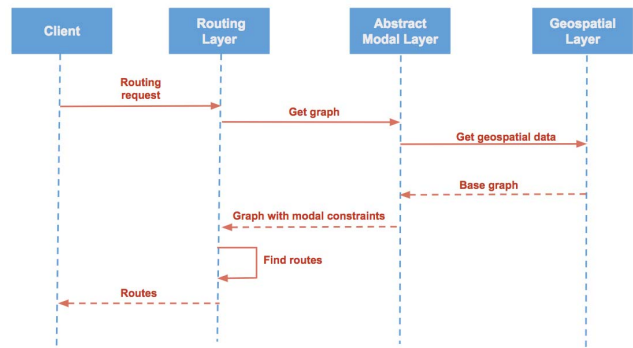 Client
Routing
Layer
Abstract
Modal Layer
Geospatial
Layer
Routing
request
Get graph
Get geospatial data
Base graph
Graph with modal constraints
Find routes
Routes